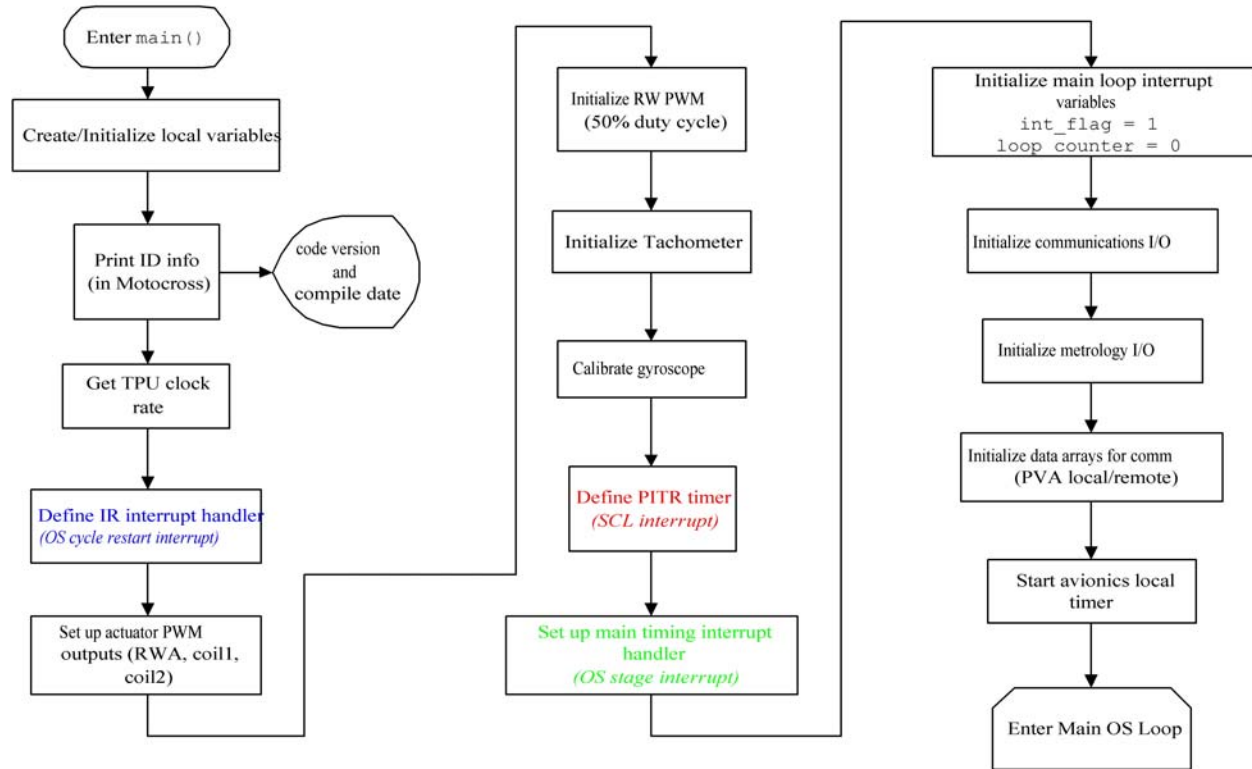 Enter main()
Create/Initialize local variables
Print ID info
(in Motocross)
code version
and
compile date
Get TPU clock
rate
Define IR interrupt handler
(OS cycle restart interrupt)
Set up actuator PWM
outputs (RWA, coil1,
coil2)
Initialize RW PWM
(50% duty cycle)
Initialize Tachometer
Calibrate gyroscope
Define PITR timer
(SCL interrupt)
Set up main timing interrupt
handler
(OS stage interrupt)
Initialize main loop interrupt
variables
int_flag = 1
loop counter = 0
Initialize communications I/O
Initialize metrology I/O
Initialize data arrays for comm
(PVA local/remote)
Start avionics local
timer
Enter Main OS Loop